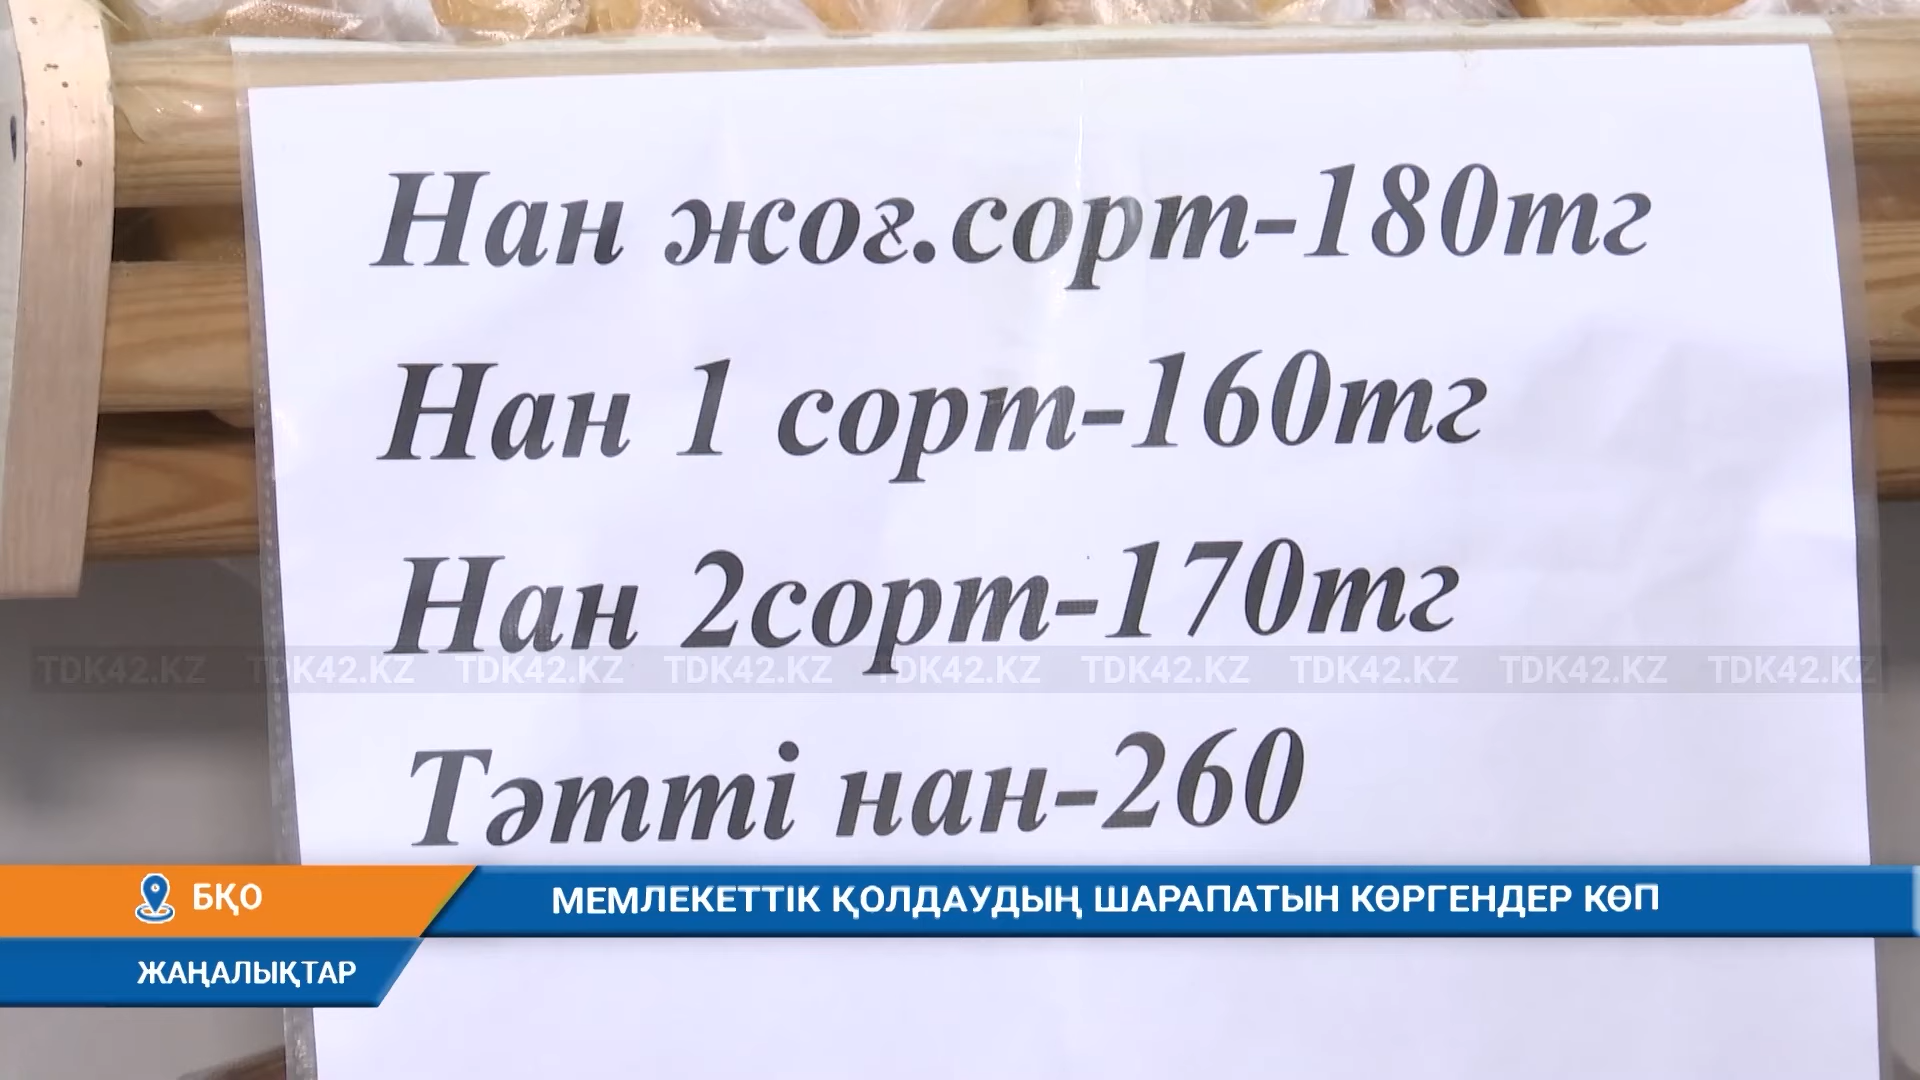 Нан жоғ.сорт-180тг
Нан 1 сорт-160тг
Нан 2сорт-170тг
TDK42.KZ TDK42.KZ TDK42.KZ TDK42.KZ TDK42.KZ TDK42.KZ TDK42.KZ TDK42.KZ TDK42.KZ
Тәтті нан-260
БҚО
МЕМЛЕКЕТТІК ҚОЛДАУДЫҢ ШАРАПАТЫН КӨРГЕНДЕР КӨП
ЖАҢАЛЫҚТАР